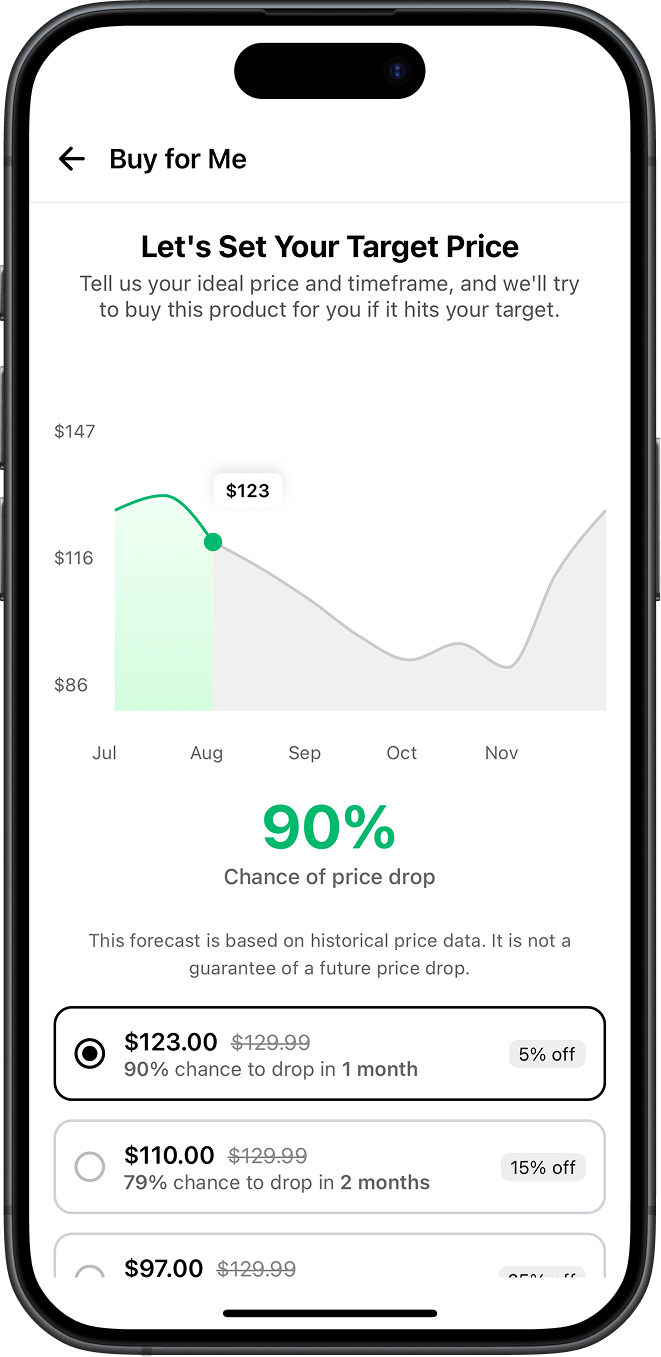 Buy for Me
Let's Set Your Target Price
Tell us your ideal price and timeframe, and we'll try
to buy this product for you if it hits your target.
$147
$123
$116
$86
Jul Aug Sep Oct Nov
90%
Chance of price drop
This forecast is based on historical price data. It is not a
guarantee of a future price drop.
$123.00 $129.99
5% off
90% chance to drop in 1 month
$110.00 $129.99
15% off
79% chance to drop in 2 months
$97.00 $129.99